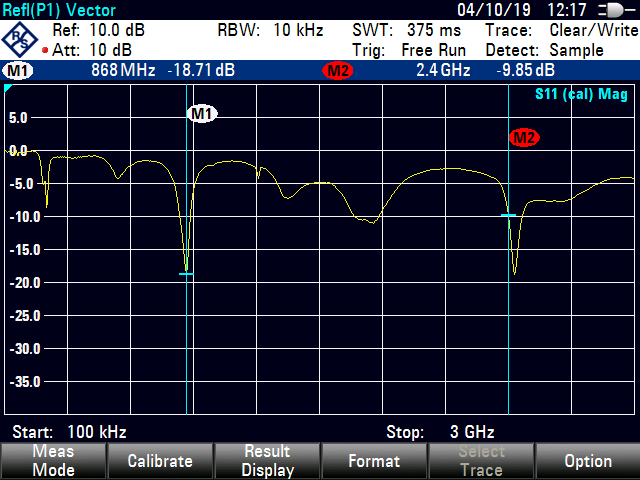 Refl(P1) Vector 04/10/19 12:17
Ref: 10.0 dB RBW: 10 kHz SWT: 375 ms Trace: Clear/Write
Att: 10 dB Trig: Free Run Detect: Sample
M1 868 MHz -18.71 dB M2 2.4 GHz -9.85 dB
S11 (cal) Mag
M1
5.0
M2
0.0
-5.0
-10.0
-15.0
-20.0
-25.0
-30.0
-35.0
Start: 100 kHz Stop: 3 GHz
Meas Mode
Calibrate
Result Display
Format
Select Trace
Option